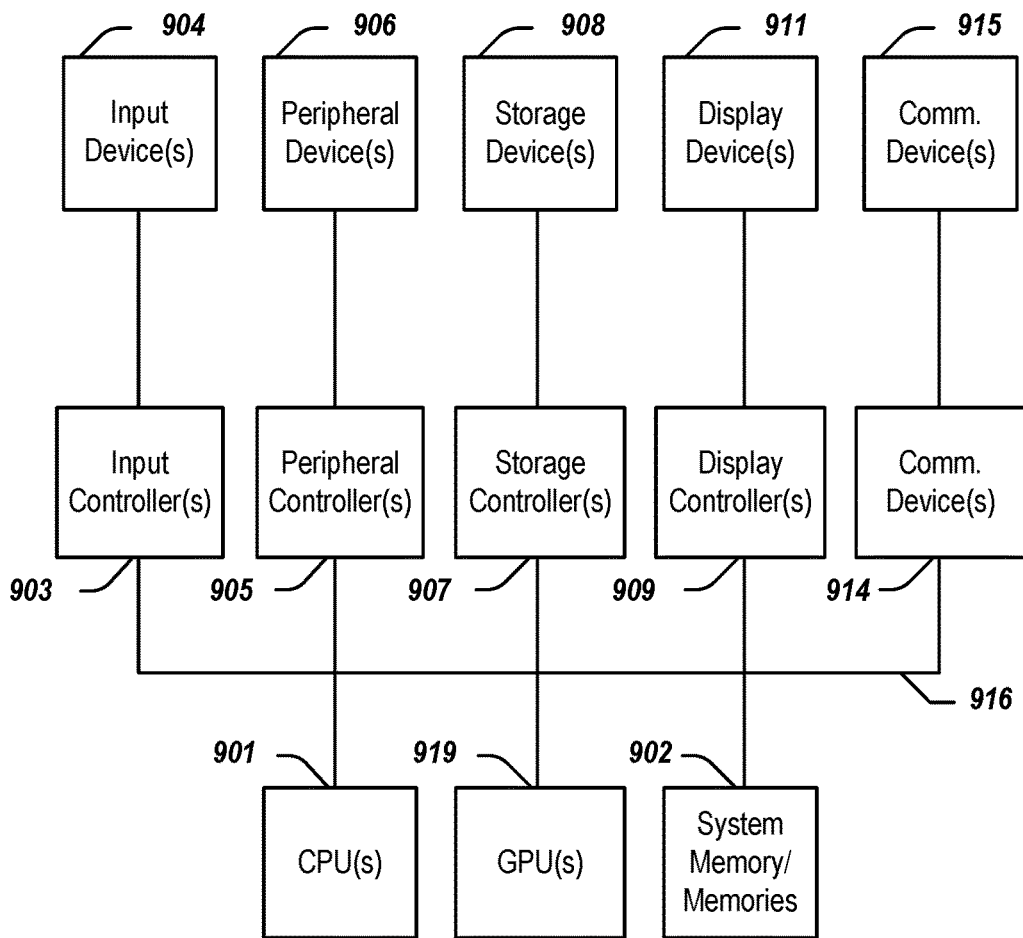 904
906
908
911
915
Input
Device(s)
Peripheral
Device(s)
Storage
Device(s)
Display
Device(s)
Comm.
Device(s)
Input
Controller(s)
Peripheral
Controller(s)
Storage
Controller(s)
Display
Controller(s)
Comm.
Device(s)
903
905
907
909
914
916
901
919
902
CPU(s)
GPU(s)
System
Memory/
Memories